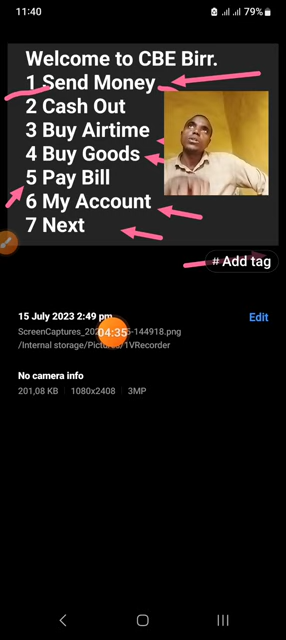 11:40
79%
Welcome to CBE Birr.
1 Send Money
2 Cash Out
3 Buy Airtime
4 Buy Goods
5 Pay Bill
6 My Account
7 Next
# Add tag
15 July 2023 2:49 pm
Edit
04:35
-144918.png
/Internal storage/
1VRecorder
No camera info
201,08 KB
1080x2408
3MP